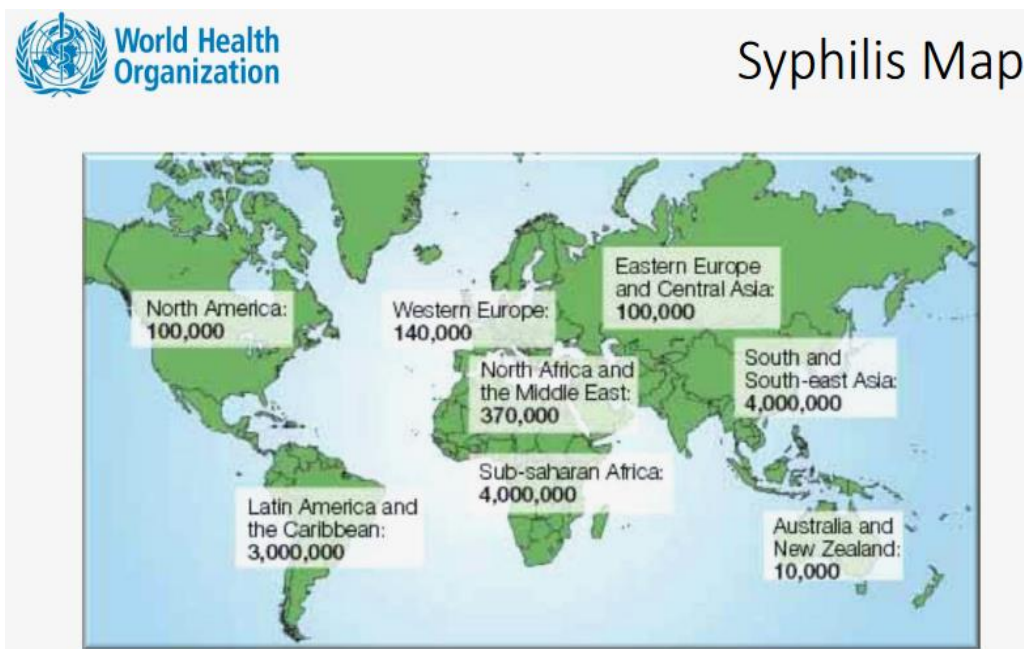 World Health
Organization
Syphilis Map
North America:
100,000
Western Europe:
140,000
Eastern Europe
and Central Asia:
100,000
North Africa and
the Middle East:
370,000
South and
South-east Asia:
4,000,000
Sub-saharan Africa:
4,000,000
Latin America and
the Caribbean:
3,000,000
Australia and
New Zealand:
10,000